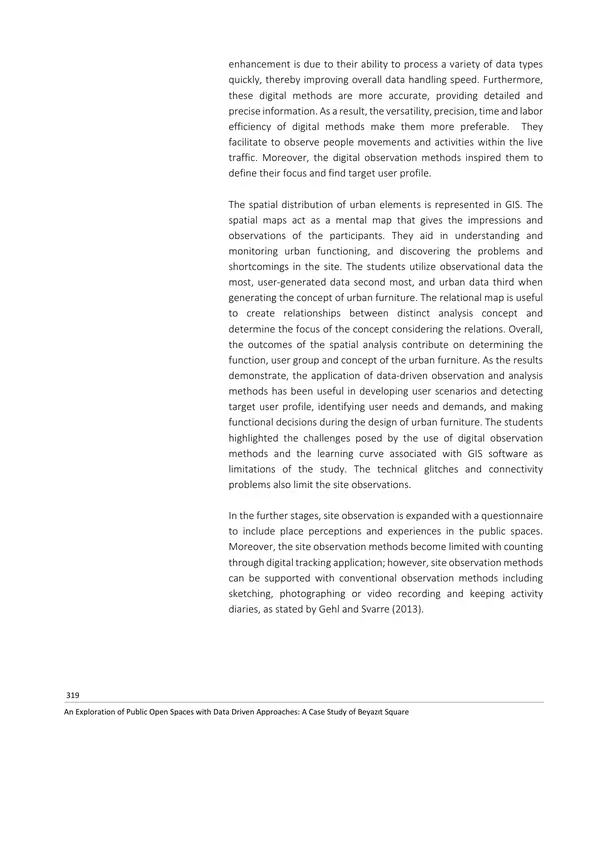 enhancement is due to their ability to process a variety of data types
quickly, thereby improving overall data handling speed. Furthermore,
these digital methods are more accurate, providing detailed and
precise information. As a result, the versatility, precision, time and labor
efficiency of digital methods make them more preferable. They
facilitate to observe people movements and activities within the live
traffic. Moreover, the digital observation methods inspired them to
define their focus and find target user profile.
The spatial distribution of urban elements is represented in GIS. The
spatial maps act as a mental map that gives the impressions and
observations of the participants. They aid in understanding and
monitoring urban functioning, and discovering the problems and
shortcomings in the site. The students utilize observational data the
most, user-generated data second most, and urban data third when
generating the concept of urban furniture. The relational map is useful
to create relationships between distinct analysis concept and
determine the focus of the concept considering the relations. Overall,
the outcomes of the spatial analysis contribute on determining the
function, user group and concept of the urban furniture. As the results
demonstrate, the application of data-driven observation and analysis
methods has been useful in developing user scenarios and detecting
target user profile, identifying user needs and demands, and making
functional decisions during the design of urban furniture. The students
highlighted the challenges posed by the use of digital observation
methods and the learning curve associated with GIS software as
limitations of the study. The technical glitches and connectivity
problems also limit the site observations.
In the further stages, site observation is expanded with a questionnaire
to include place perceptions and experiences in the public spaces.
Moreover, the site observation methods become limited with counting
through digital tracking application; however, site observation methods
can be supported with conventional observation methods including
sketching, photographing or video recording and keeping activity
diaries, as stated by Gehl and Svarre (2013).
319
An Exploration of Public Open Spaces with Data Driven Approaches: A Case Study of Beyazıt Square